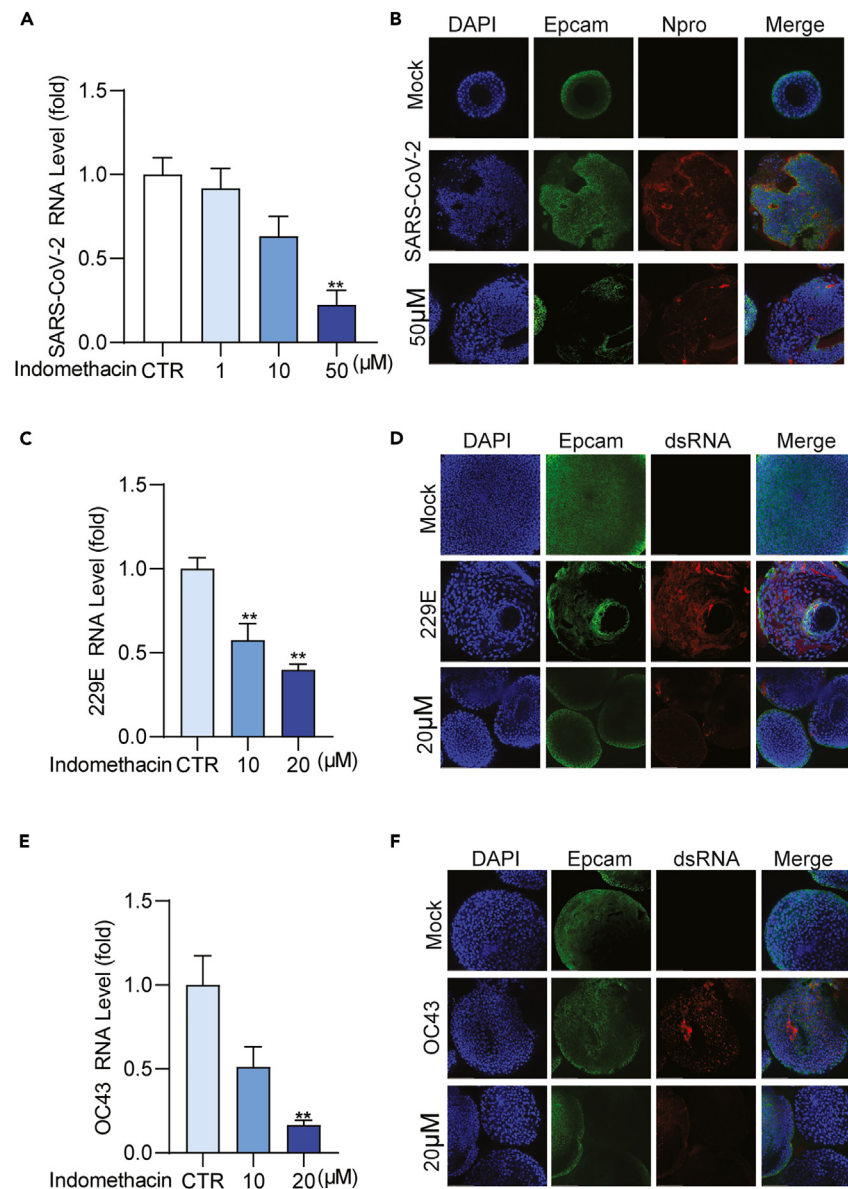 A
SARS-CoV-2 RNA Level (fold)
1.5
1.0
0.5
0.0
**
Indomethacin CTR 1 10 50 (μM)
B
DAPI Epcam Npro Merge
Mock
SARS-CoV-2
50μM
C
229E RNA Level (fold)
1.5
1.0
0.5
0.0
** **
Indomethacin CTR 10 20 (μM)
D
DAPI Epcam dsRNA Merge
Mock
229E
20μM
E
OC43 RNA Level (fold)
1.5
1.0
0.5
0.0
**
Indomethacin CTR 10 20 (μM)
F
DAPI Epcam dsRNA Merge
Mock
OC43
20μM